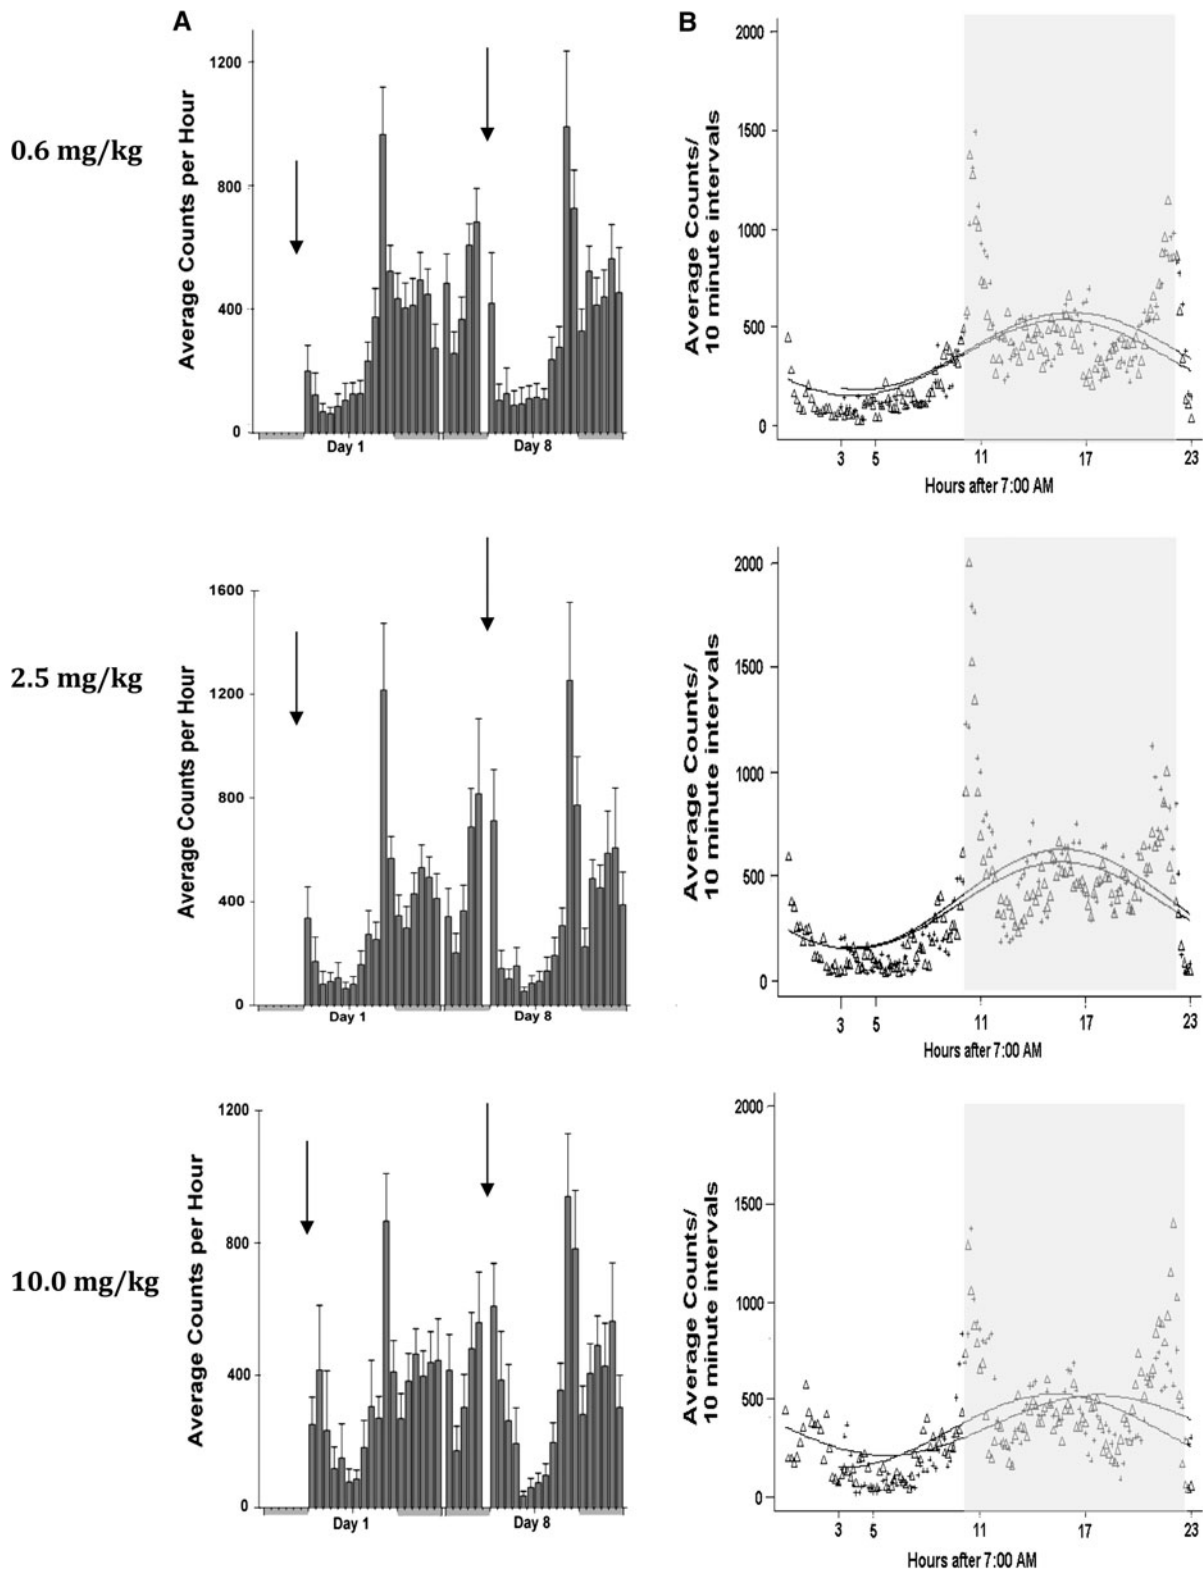 A
B
0.6 mg/kg
Average Counts per Hour
1200
800
400
0
Day 1
Day 8
Average Counts/
10 minute intervals
2000
1500
1000
500
0
3 5 11 17 23
Hours after 7:00 AM
2.5 mg/kg
Average Counts per Hour
1600
1200
800
400
0
Day 1
Day 8
Average Counts/
10 minute intervals
2000
1500
1000
500
0
3 5 11 17 23
Hours after 7:00 AM
10.0 mg/kg
Average Counts per Hour
1200
800
400
0
Day 1
Day 8
Average Counts/
10 minute intervals
2000
1500
1000
500
0
3 5 11 17 23
Hours after 7:00 AM